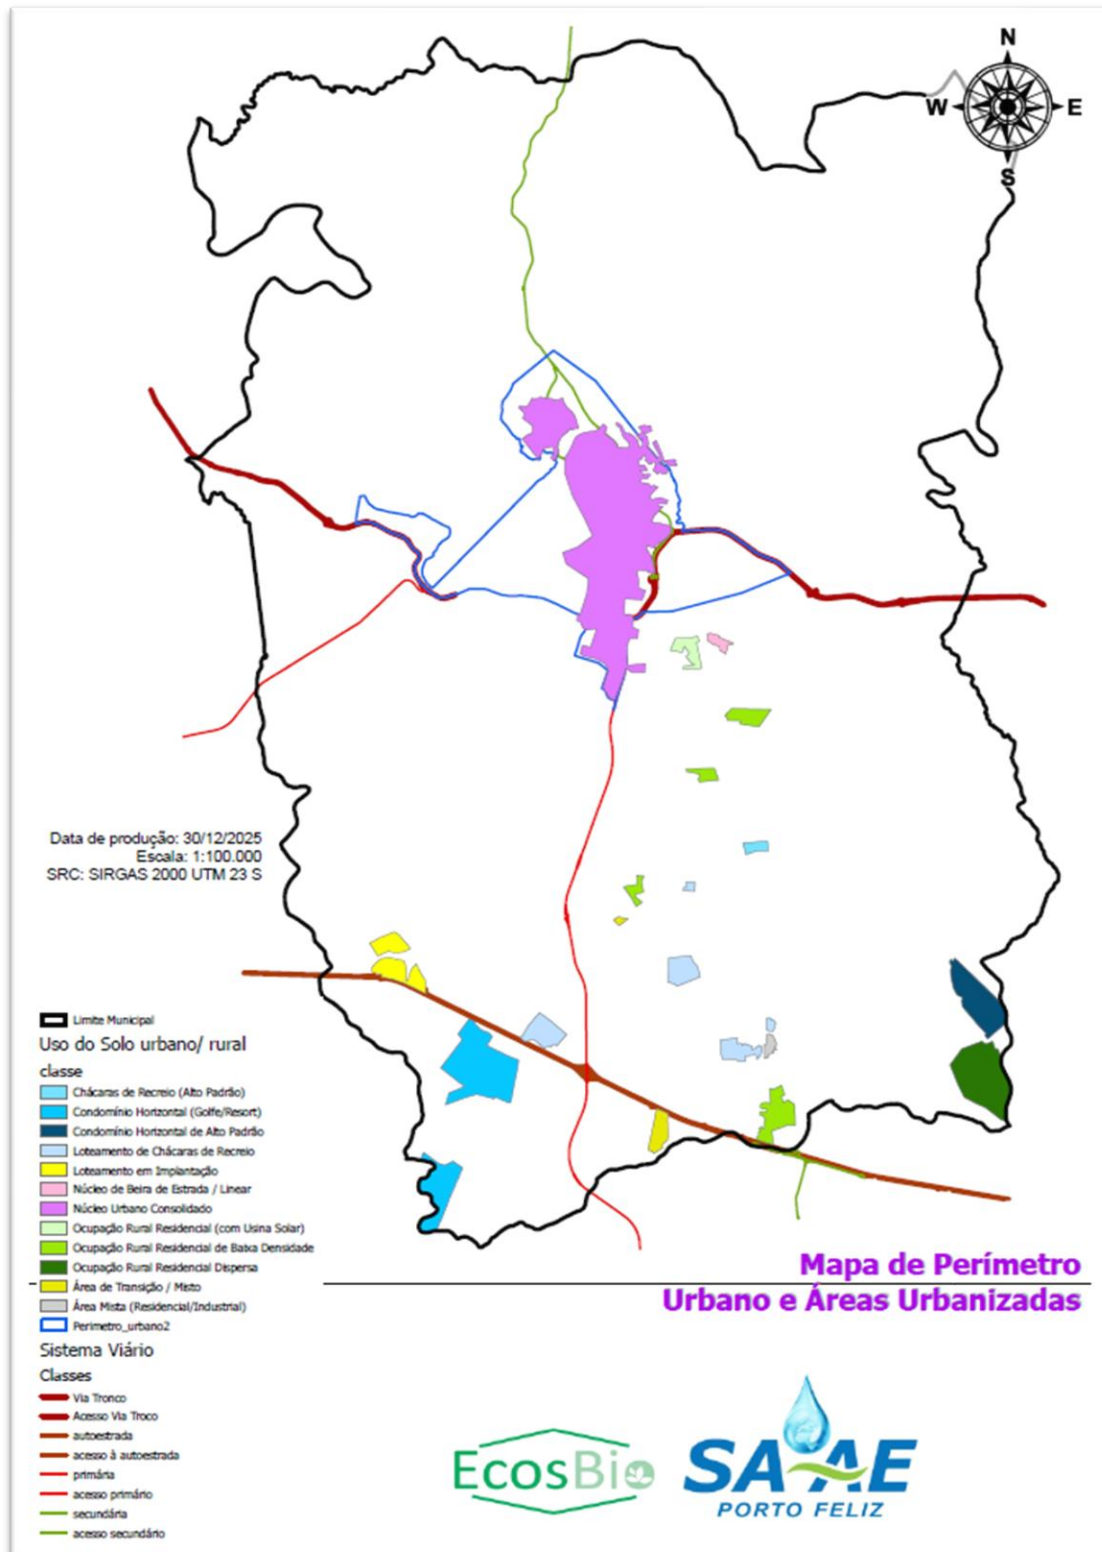 N
W
E
S
Data de produção: 30/12/2025
Escala: 1:100.000
SRC: SIRGAS 2000 UTM 23 S
Limite Municipal
Uso do Solo urbano/ rural
classe
Chácaras de Recreio (Alto Padrão)
Condomínio Horizontal (Golfe/Resort)
Condomínio Horizontal de Alto Padrão
Loteamento de Chácaras de Recreio
Loteamento em Implantação
Núcleo de Beira de Estrada / Linear
Núcleo Urbano Consolidado
Ocupação Rural Residencial (com Usina Solar)
Ocupação Rural Residencial de Baixa Densidade
Ocupação Rural Residencial Dispersa
Área de Transição / Misto
Área Mista (Residencial/Industrial)
Perimetro_urbano2
Sistema Viário
Classes
Via Tronco
Acesso Via Troco
autoestrada
acesso à autoestrada
primária
acesso primário
secundária
acesso secundário
Mapa de Perímetro
Urbano e Áreas Urbanizadas
EcosBio
SAAE
PORTO FELIZ